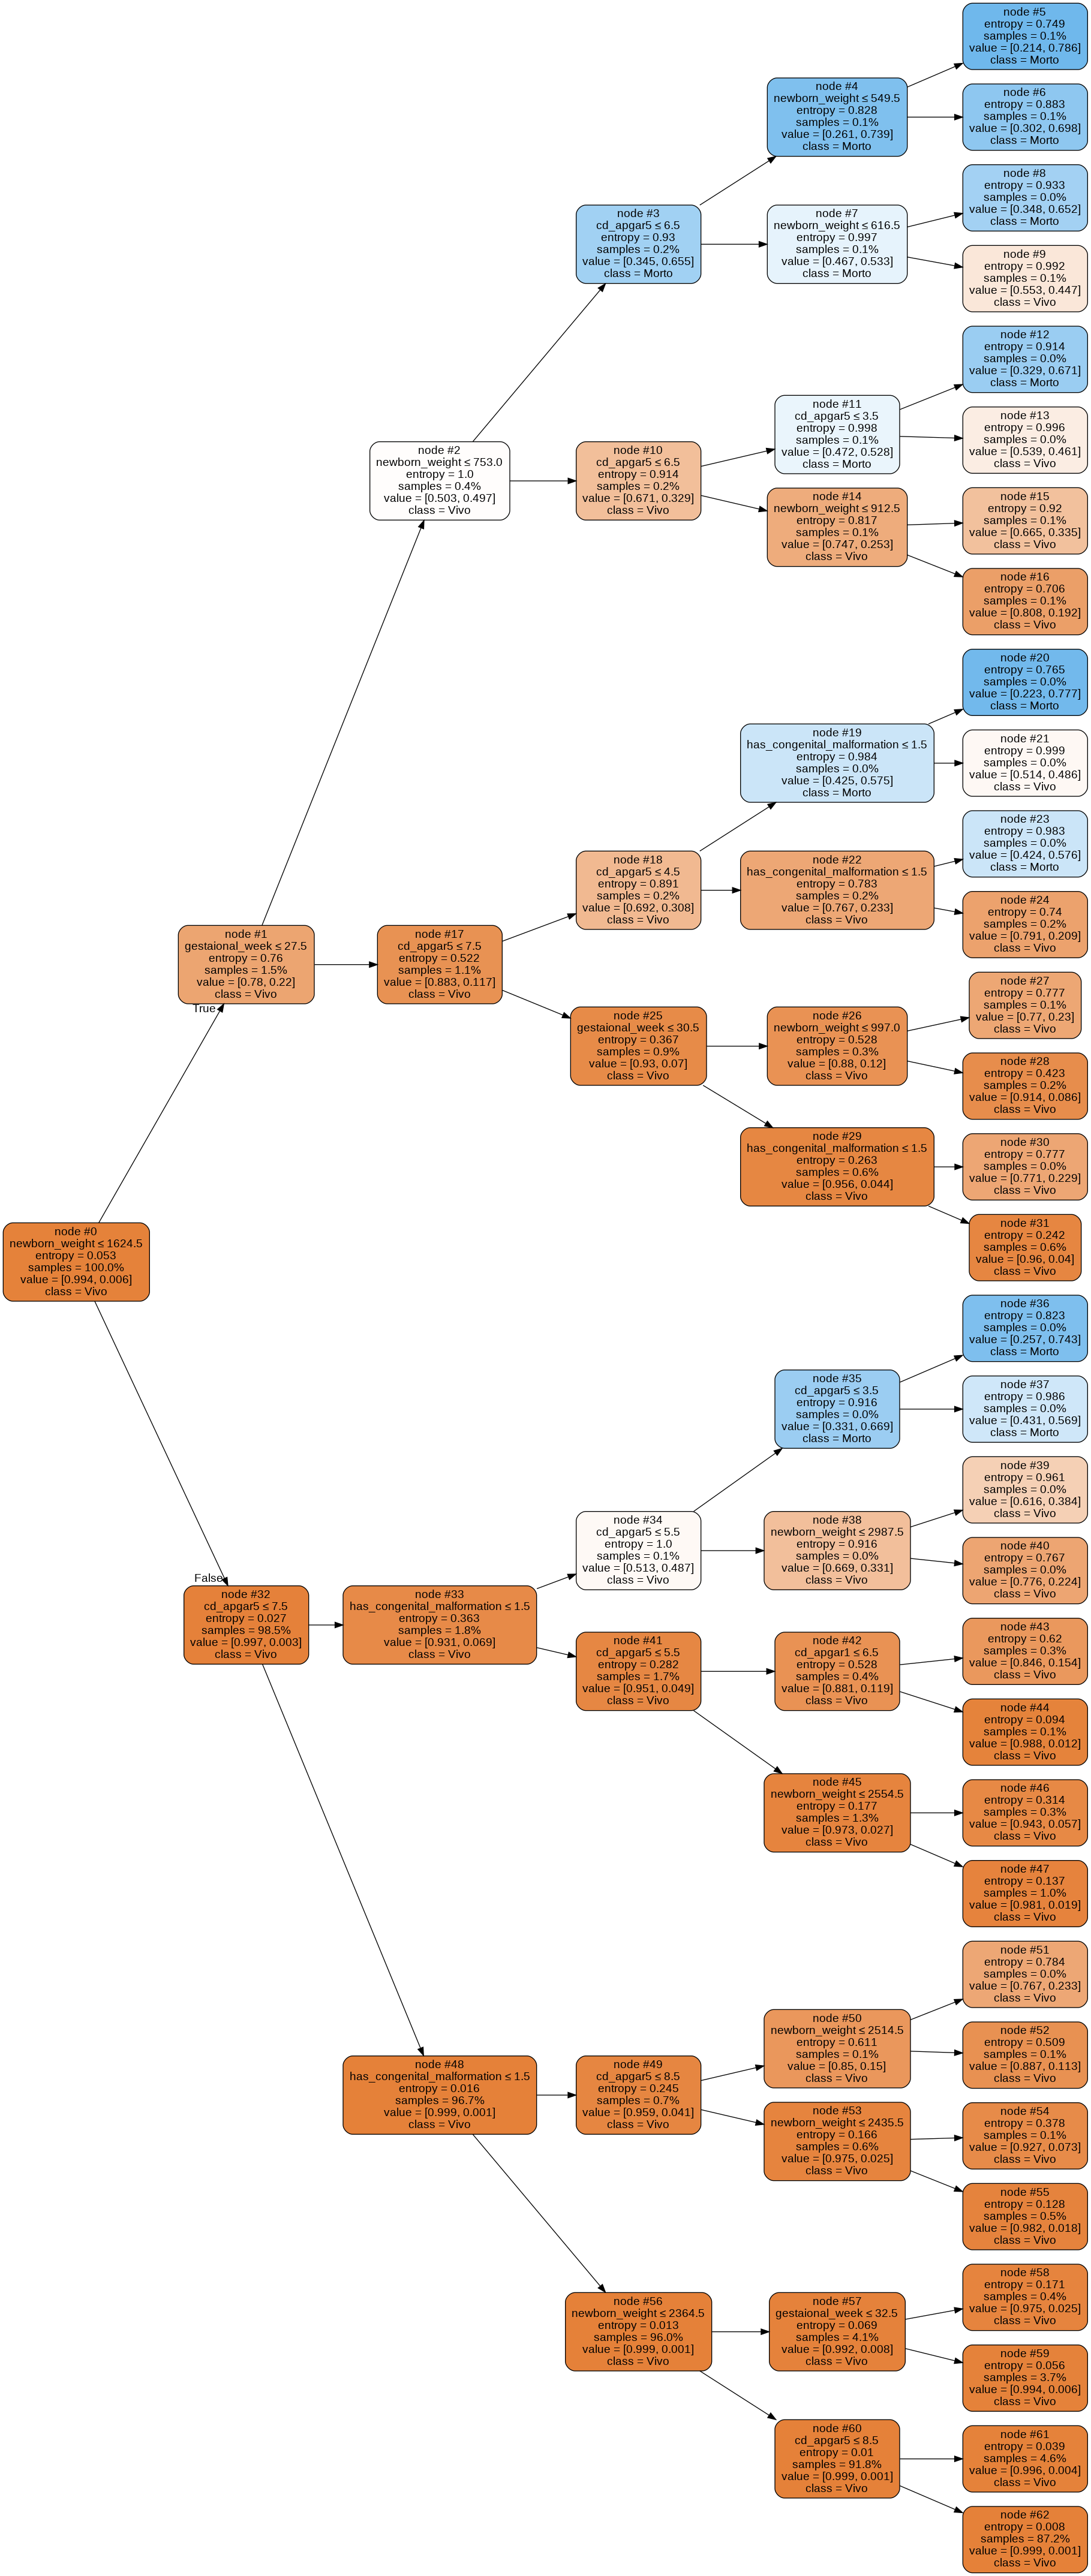 node #0
newborn_weight ≤ 1624.5
entropy = 0.053
samples = 100.0%
value = [0.994, 0.006]
class = Vivo
True
node #1
gestaional_week ≤ 27.5
entropy = 0.76
samples = 1.5%
value = [0.78, 0.22]
class = Vivo
node #2
newborn_weight ≤ 753.0
entropy = 1.0
samples = 0.4%
value = [0.503, 0.497]
class = Vivo
node #3
cd_apgar5 ≤ 6.5
entropy = 0.93
samples = 0.2%
value = [0.345, 0.655]
class = Morto
node #4
newborn_weight ≤ 549.5
entropy = 0.828
samples = 0.1%
value = [0.261, 0.739]
class = Morto
node #5
entropy = 0.749
samples = 0.1%
value = [0.214, 0.786]
class = Morto
node #6
entropy = 0.883
samples = 0.1%
value = [0.302, 0.698]
class = Morto
node #7
newborn_weight ≤ 616.5
entropy = 0.997
samples = 0.1%
value = [0.467, 0.533]
class = Morto
node #8
entropy = 0.933
samples = 0.0%
value = [0.348, 0.652]
class = Morto
node #9
entropy = 0.992
samples = 0.1%
value = [0.553, 0.447]
class = Vivo
node #10
cd_apgar5 ≤ 6.5
entropy = 0.914
samples = 0.2%
value = [0.671, 0.329]
class = Vivo
node #11
cd_apgar5 ≤ 3.5
entropy = 0.998
samples = 0.1%
value = [0.472, 0.528]
class = Morto
node #12
entropy = 0.914
samples = 0.0%
value = [0.329, 0.671]
class = Morto
node #13
entropy = 0.996
samples = 0.0%
value = [0.539, 0.461]
class = Vivo
node #14
newborn_weight ≤ 912.5
entropy = 0.817
samples = 0.1%
value = [0.747, 0.253]
class = Vivo
node #15
entropy = 0.92
samples = 0.1%
value = [0.665, 0.335]
class = Vivo
node #16
entropy = 0.706
samples = 0.1%
value = [0.808, 0.192]
class = Vivo
node #17
cd_apgar5 ≤ 7.5
entropy = 0.522
samples = 1.1%
value = [0.883, 0.117]
class = Vivo
node #18
cd_apgar5 ≤ 4.5
entropy = 0.891
samples = 0.2%
value = [0.692, 0.308]
class = Vivo
node #19
has_congenital_malformation ≤ 1.5
entropy = 0.984
samples = 0.0%
value = [0.425, 0.575]
class = Morto
node #20
entropy = 0.765
samples = 0.0%
value = [0.223, 0.777]
class = Morto
node #21
entropy = 0.999
samples = 0.0%
value = [0.514, 0.486]
class = Vivo
node #22
has_congenital_malformation ≤ 1.5
entropy = 0.783
samples = 0.2%
value = [0.767, 0.233]
class = Vivo
node #23
entropy = 0.983
samples = 0.0%
value = [0.424, 0.576]
class = Morto
node #24
entropy = 0.74
samples = 0.2%
value = [0.791, 0.209]
class = Vivo
node #25
gestaional_week ≤ 30.5
entropy = 0.367
samples = 0.9%
value = [0.93, 0.07]
class = Vivo
node #26
newborn_weight ≤ 997.0
entropy = 0.528
samples = 0.3%
value = [0.88, 0.12]
class = Vivo
node #27
entropy = 0.777
samples = 0.1%
value = [0.77, 0.23]
class = Vivo
node #28
entropy = 0.423
samples = 0.2%
value = [0.914, 0.086]
class = Vivo
node #29
has_congenital_malformation ≤ 1.5
entropy = 0.263
samples = 0.6%
value = [0.956, 0.044]
class = Vivo
node #30
entropy = 0.777
samples = 0.0%
value = [0.771, 0.229]
class = Vivo
node #31
entropy = 0.242
samples = 0.6%
value = [0.96, 0.04]
class = Vivo
False
node #32
cd_apgar5 ≤ 7.5
entropy = 0.027
samples = 98.5%
value = [0.997, 0.003]
class = Vivo
node #33
has_congenital_malformation ≤ 1.5
entropy = 0.363
samples = 1.8%
value = [0.931, 0.069]
class = Vivo
node #34
cd_apgar5 ≤ 5.5
entropy = 1.0
samples = 0.1%
value = [0.513, 0.487]
class = Vivo
node #35
cd_apgar5 ≤ 3.5
entropy = 0.916
samples = 0.0%
value = [0.331, 0.669]
class = Morto
node #36
entropy = 0.823
samples = 0.0%
value = [0.257, 0.743]
class = Morto
node #37
entropy = 0.986
samples = 0.0%
value = [0.431, 0.569]
class = Morto
node #38
newborn_weight ≤ 2987.5
entropy = 0.916
samples = 0.0%
value = [0.669, 0.331]
class = Vivo
node #39
entropy = 0.961
samples = 0.0%
value = [0.616, 0.384]
class = Vivo
node #40
entropy = 0.767
samples = 0.0%
value = [0.776, 0.224]
class = Vivo
node #41
cd_apgar5 ≤ 5.5
entropy = 0.282
samples = 1.7%
value = [0.951, 0.049]
class = Vivo
node #42
cd_apgar1 ≤ 6.5
entropy = 0.528
samples = 0.4%
value = [0.881, 0.119]
class = Vivo
node #43
entropy = 0.62
samples = 0.3%
value = [0.846, 0.154]
class = Vivo
node #44
entropy = 0.094
samples = 0.1%
value = [0.988, 0.012]
class = Vivo
node #45
newborn_weight ≤ 2554.5
entropy = 0.177
samples = 1.3%
value = [0.973, 0.027]
class = Vivo
node #46
entropy = 0.314
samples = 0.3%
value = [0.943, 0.057]
class = Vivo
node #47
entropy = 0.137
samples = 1.0%
value = [0.981, 0.019]
class = Vivo
node #48
has_congenital_malformation ≤ 1.5
entropy = 0.016
samples = 96.7%
value = [0.999, 0.001]
class = Vivo
node #49
cd_apgar5 ≤ 8.5
entropy = 0.245
samples = 0.7%
value = [0.959, 0.041]
class = Vivo
node #50
newborn_weight ≤ 2514.5
entropy = 0.611
samples = 0.1%
value = [0.85, 0.15]
class = Vivo
node #51
entropy = 0.784
samples = 0.0%
value = [0.767, 0.233]
class = Vivo
node #52
entropy = 0.509
samples = 0.1%
value = [0.887, 0.113]
class = Vivo
node #53
newborn_weight ≤ 2435.5
entropy = 0.166
samples = 0.6%
value = [0.975, 0.025]
class = Vivo
node #54
entropy = 0.378
samples = 0.1%
value = [0.927, 0.073]
class = Vivo
node #55
entropy = 0.128
samples = 0.5%
value = [0.982, 0.018]
class = Vivo
node #56
newborn_weight ≤ 2364.5
entropy = 0.013
samples = 96.0%
value = [0.999, 0.001]
class = Vivo
node #57
gestaional_week ≤ 32.5
entropy = 0.069
samples = 4.1%
value = [0.992, 0.008]
class = Vivo
node #58
entropy = 0.171
samples = 0.4%
value = [0.975, 0.025]
class = Vivo
node #59
entropy = 0.056
samples = 3.7%
value = [0.994, 0.006]
class = Vivo
node #60
cd_apgar5 ≤ 8.5
entropy = 0.01
samples = 91.8%
value = [0.999, 0.001]
class = Vivo
node #61
entropy = 0.039
samples = 4.6%
value = [0.996, 0.004]
class = Vivo
node #62
entropy = 0.008
samples = 87.2%
value = [0.999, 0.001]
class = Vivo